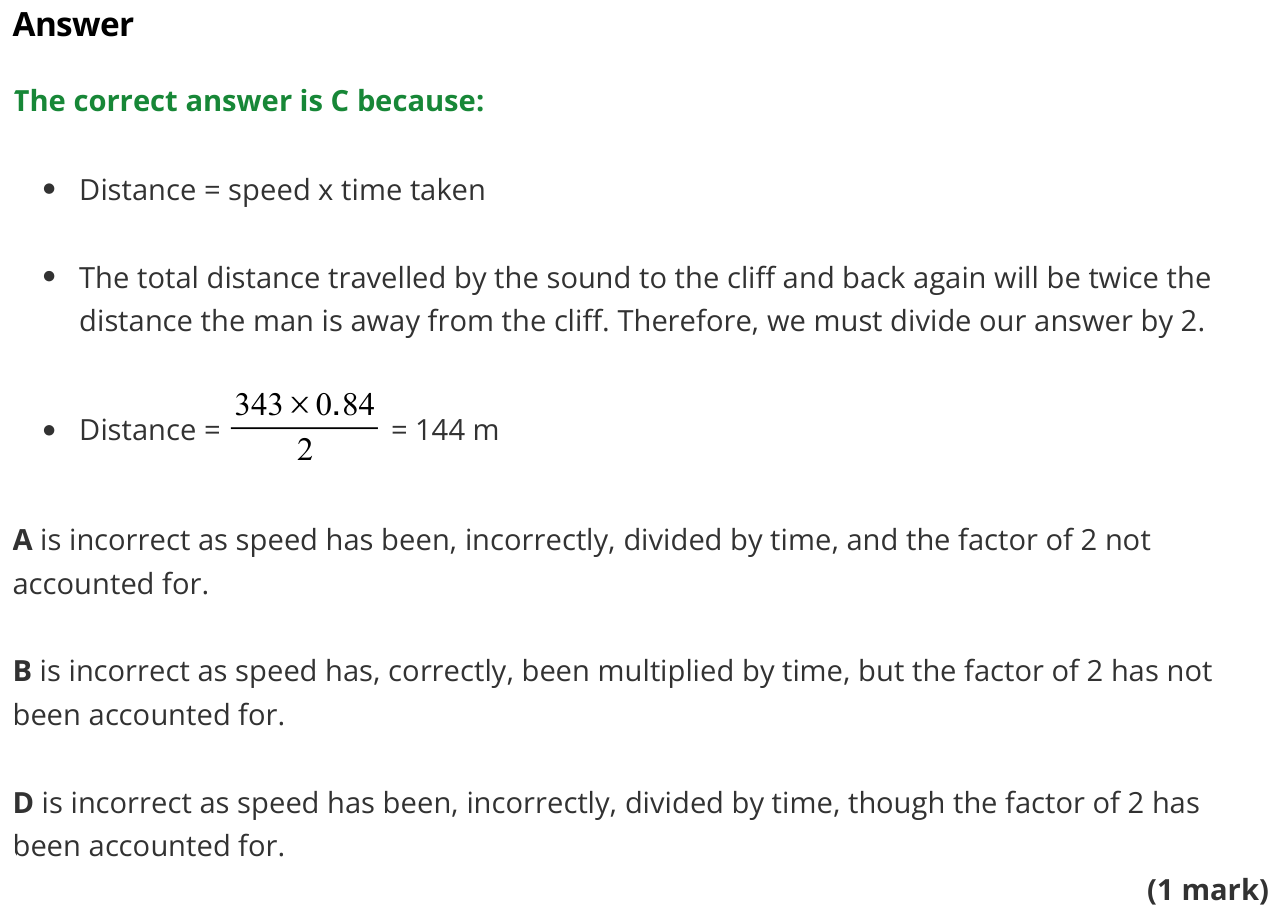 Answer
The correct answer is C because:
• Distance = speed x time taken
• The total distance travelled by the sound to the cliff and back again will be twice the
distance the man is away from the cliff. Therefore, we must divide our answer by 2.
• Distance = \frac{343 × 0.84}{2} = 144 m
A is incorrect as speed has been, incorrectly, divided by time, and the factor of 2 not
accounted for.
B is incorrect as speed has, correctly, been multiplied by time, but the factor of 2 has not
been accounted for.
D is incorrect as speed has been, incorrectly, divided by time, though the factor of 2 has
been accounted for.
(1 mark)